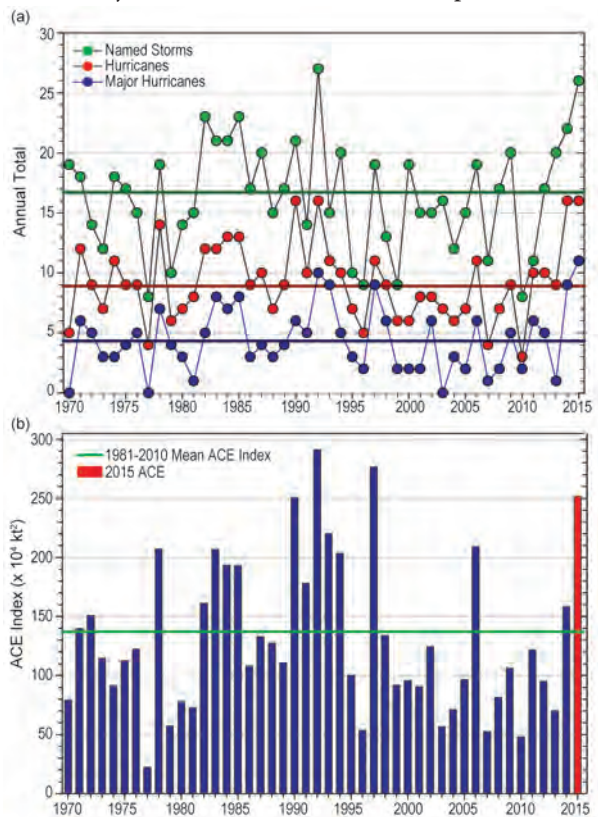 (a)
30
25
20
15
10
5
0
Annual Total
Named Storms
Hurricanes
Major Hurricanes
1970 1975 1980 1985 1990 1995 2000 2005 2010 2015
(b)
300
250
200
150
100
50
0
ACE Index (x 10⁴ kt²)
1981-2010 Mean ACE Index
2015 ACE
1970 1975 1980 1985 1990 1995 2000 2005 2010 2015